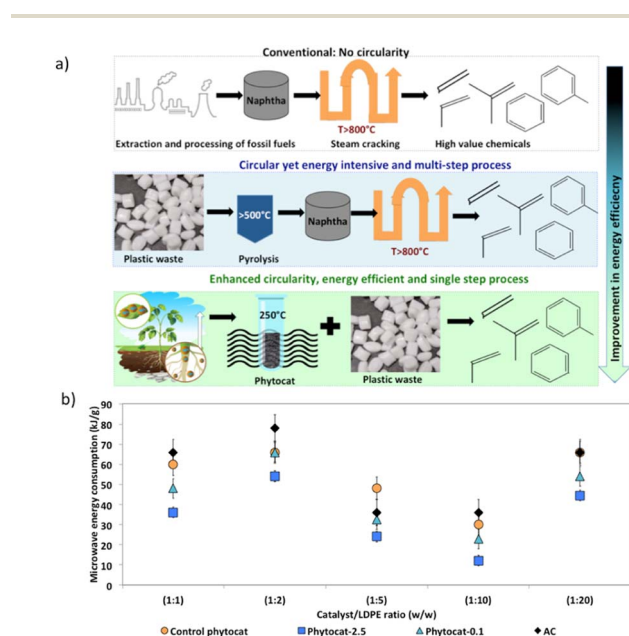 a)
Conventional: No circularity
Naphtha
T>800°C
Extraction and processing of fossil fuels Steam cracking High value chemicals
Circular yet energy intensive and multi-step process
>500°C
Naphtha
T>800°C
Plastic waste Pyrolysis
Enhanced circularity, energy efficient and single step process
250°C
Phytocat Plastic waste
Improvement in energy efficiecny
b)
Microwave energy consumption (kJ/g)
90
80
70
60
50
40
30
20
10
0
(1:1) (1:2) (1:5) (1:10) (1:20)
Catalyst/LDPE ratio (w/w)
Control phytocat Phytocat-2.5 Phytocat-0.1 AC